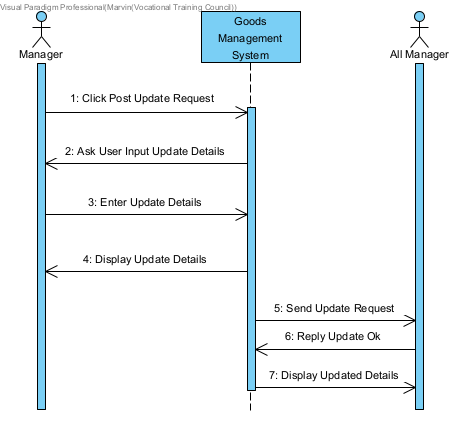 Visual Paradigm Professional(Marvin(Vocational Training Council))
Manager
Goods
Management
System
All Manager
1: Click Post Update Request
2: Ask User Input Update Details
3: Enter Update Details
4: Display Update Details
5: Send Update Request
6: Reply Update Ok
7: Display Updated Details